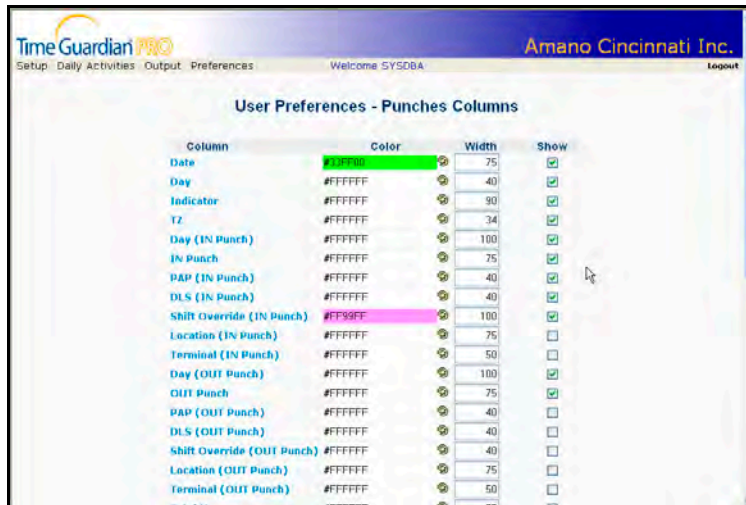 Time Guardian PRO
Amano Cincinnati Inc.
Setup Daily Activities Output Preferences Welcome SYSDBA Logout
User Preferences - Punches Columns
Column Color Width Show
Date #33FF00 75
Day #FFFFFF 40
Indicator #FFFFFF 90
TZ #FFFFFF 34
Day (IN Punch) #FFFFFF 100
IN Punch #FFFFFF 75
PAP (IN Punch) #FFFFFF 40
DLS (IN Punch) #FFFFFF 40
Shift Override (IN Punch) #FF99FF 100
Location (IN Punch) #FFFFFF 75
Terminal (IN Punch) #FFFFFF 50
Day (OUT Punch) #FFFFFF 100
OUT Punch #FFFFFF 75
PAP (OUT Punch) #FFFFFF 40
DLS (OUT Punch) #FFFFFF 40
Shift Override (OUT Punch) #FFFFFF 40
Location (OUT Punch) #FFFFFF 75
Terminal (OUT Punch) #FFFFFF 50